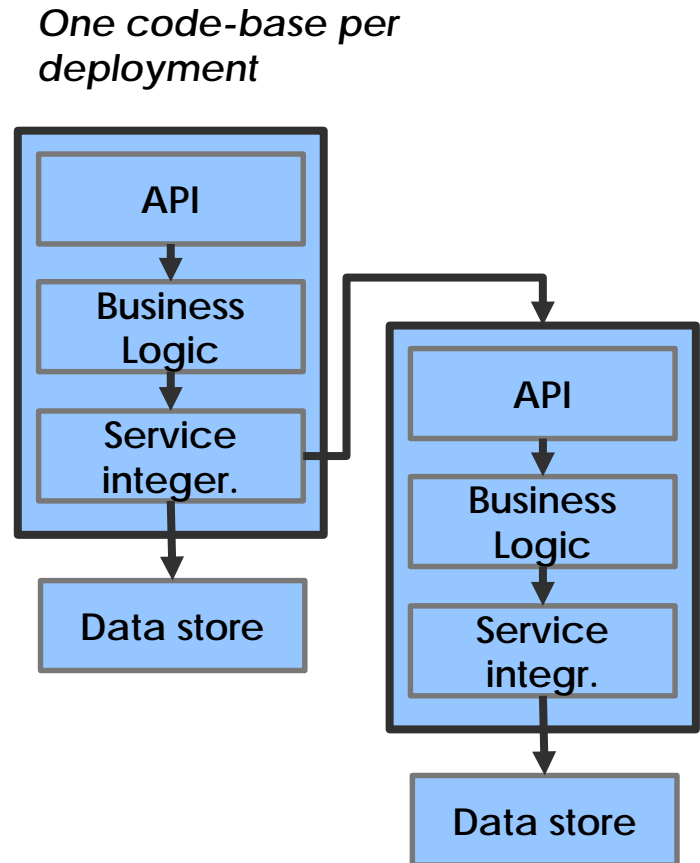 One code-base per
deployment
API
Business
Logic
Service
integer.
Data store
API
Business
Logic
Service
integr.
Data store